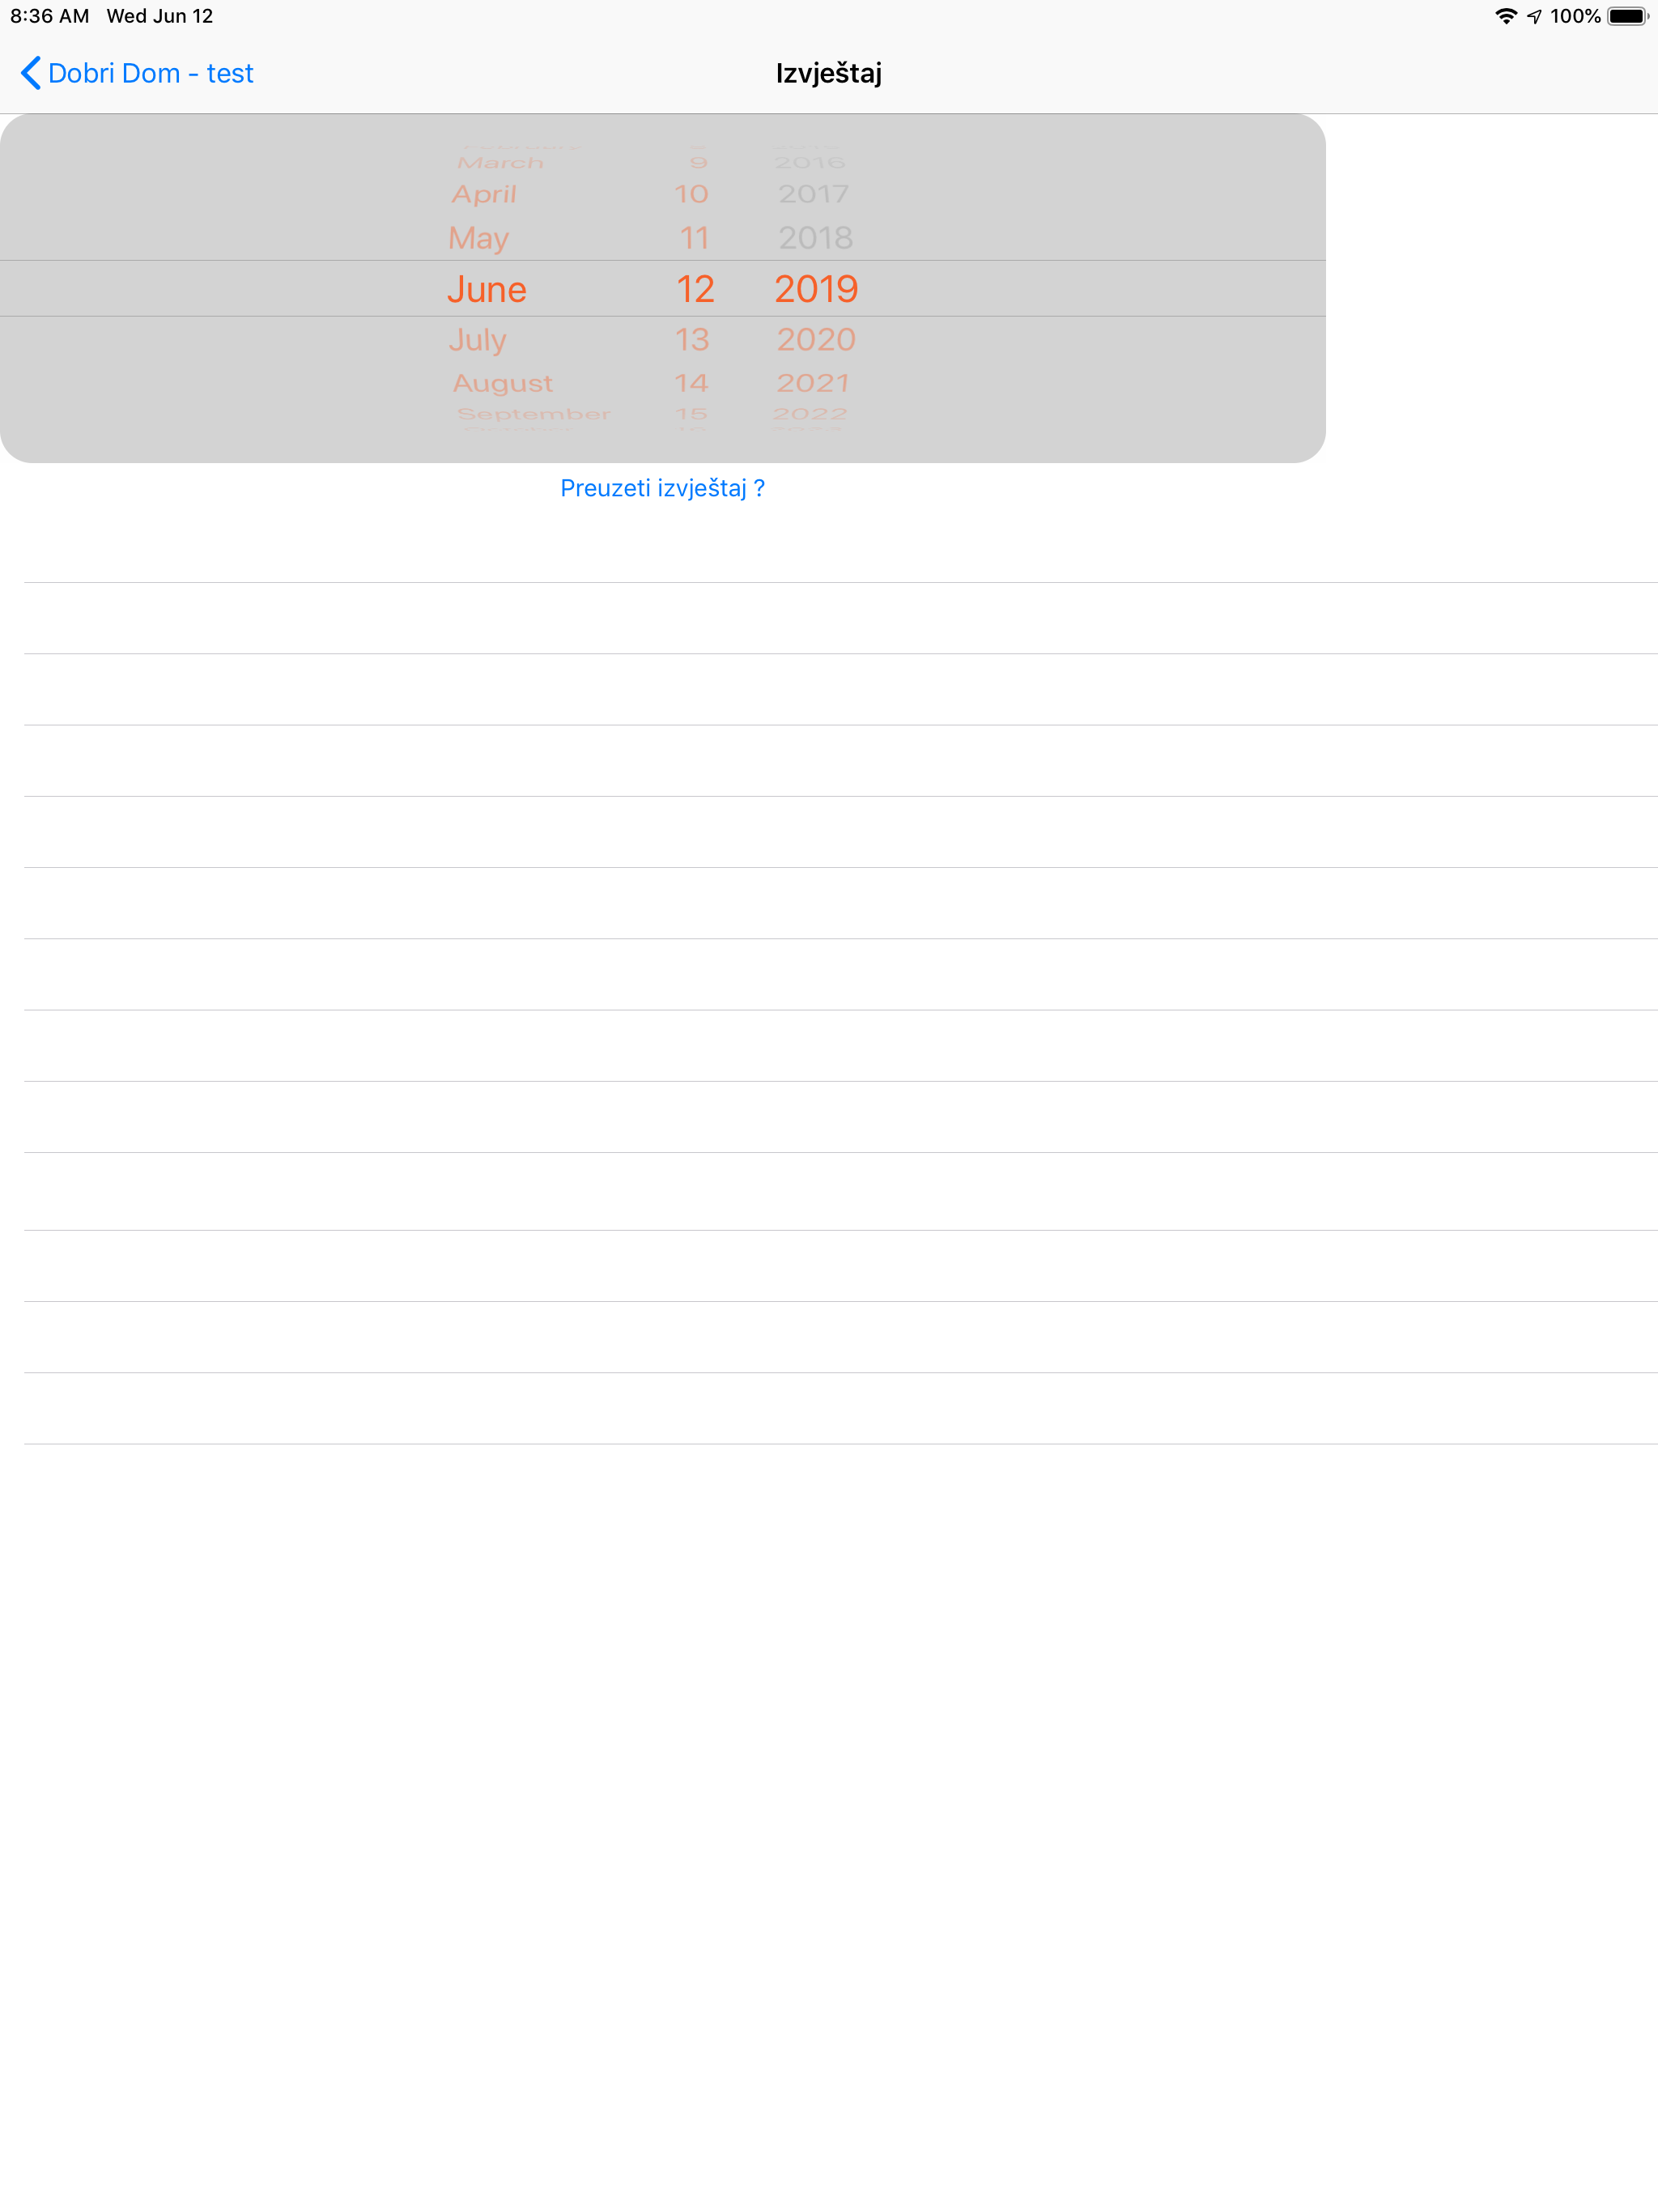 8:36 AM Wed Jun 12 100%
Dobri Dom - test Izvještaj
March 9 2016
April 10 2017
May 11 2018
June 12 2019
July 13 2020
August 14 2021
September 15 2022
Preuzeti izvještaj ?